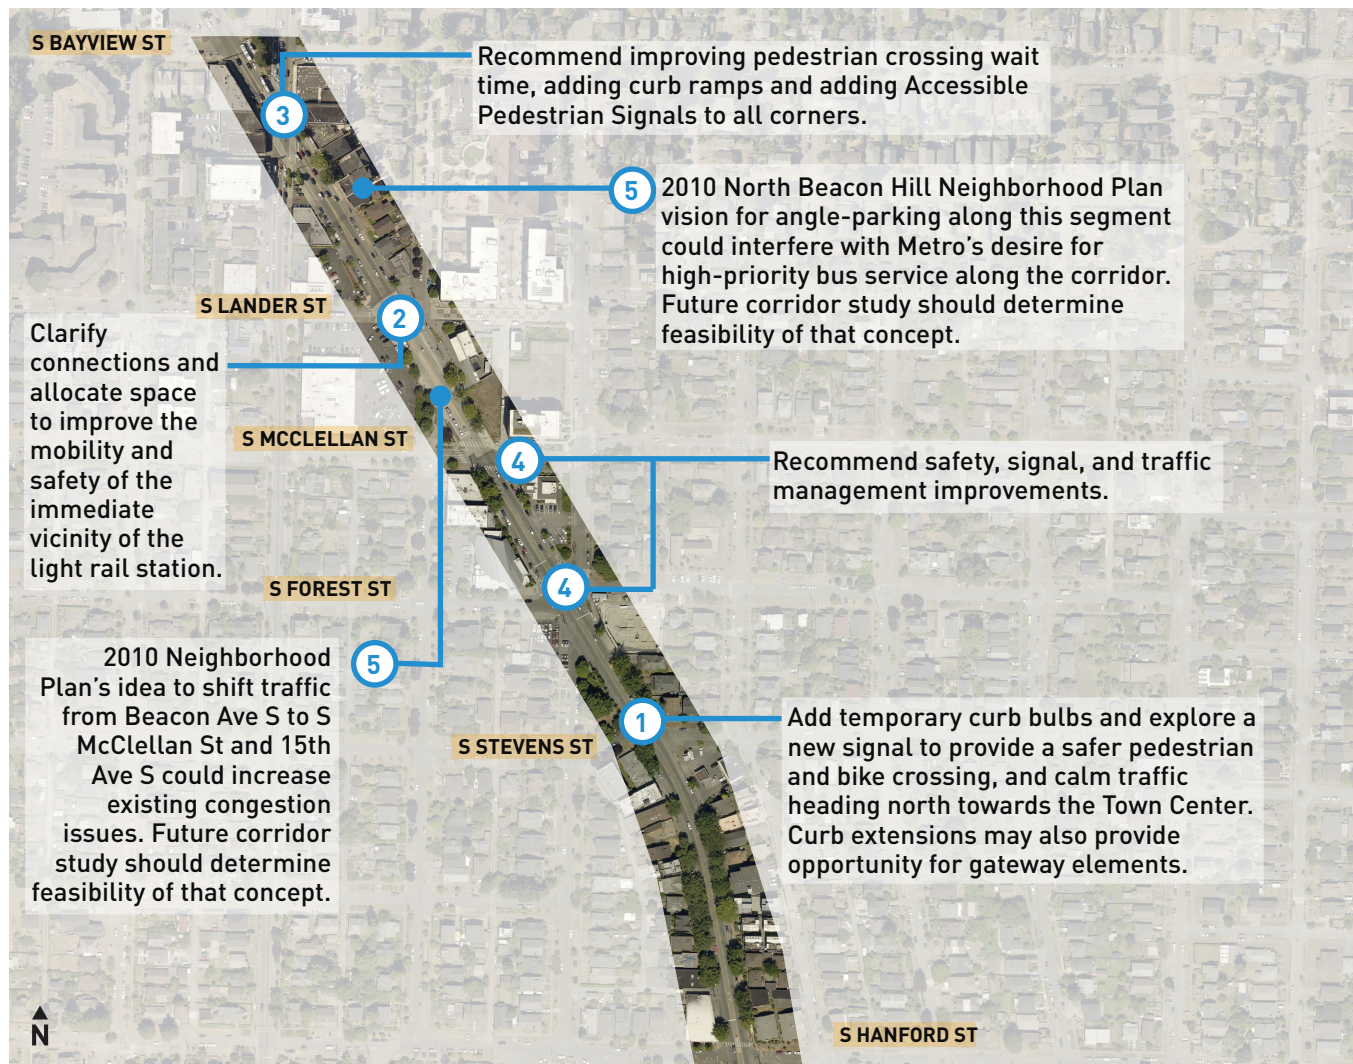 S BAYVIEW ST
Recommend improving pedestrian crossing wait
time, adding curb ramps and adding Accessible
Pedestrian Signals to all corners.
3
5
2010 North Beacon Hill Neighborhood Plan
vision for angle-parking along this segment
could interfere with Metro's desire for
high-priority bus service along the corridor.
Future corridor study should determine
feasibility of that concept.
S LANDER ST
2
Clarify
connections and
allocate space
to improve the
mobility and
safety of the
immediate
vicinity of the
light rail station.
S MCCLELLAN ST
4
Recommend safety, signal, and traffic
management improvements.
S FOREST ST
4
2010 Neighborhood
Plan's idea to shift traffic
from Beacon Ave S to S
McClellan St and 15th
Ave S could increase
existing congestion
issues. Future corridor
study should determine
feasibility of that concept.
5
S STEVENS ST
1
Add temporary curb bulbs and explore a
new signal to provide a safer pedestrian
and bike crossing, and calm traffic
heading north towards the Town Center.
Curb extensions may also provide
opportunity for gateway elements.
N
S HANFORD ST